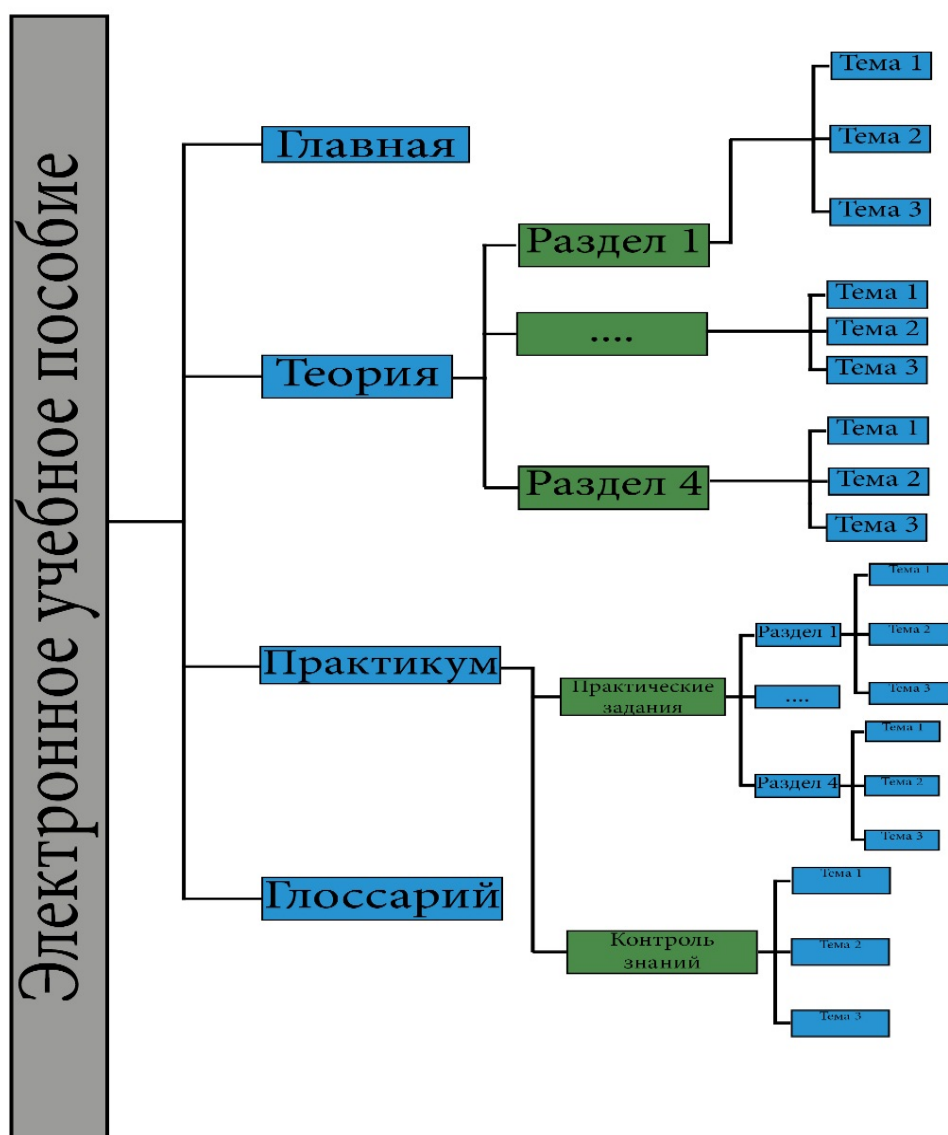 Электронное учебное пособие
Главная
Теория
Раздел 1
Тема 1
Тема 2
Тема 3
....
Тема 1
Тема 2
Тема 3
Раздел 4
Тема 1
Тема 2
Тема 3
Практикум
Практические
задания
Раздел 1
Тема 1
Тема 2
Тема 3
....
Раздел 4
Тема 1
Тема 2
Тема 3
Контроль
знаний
Тема 1
Тема 2
Тема 3
Глоссарий